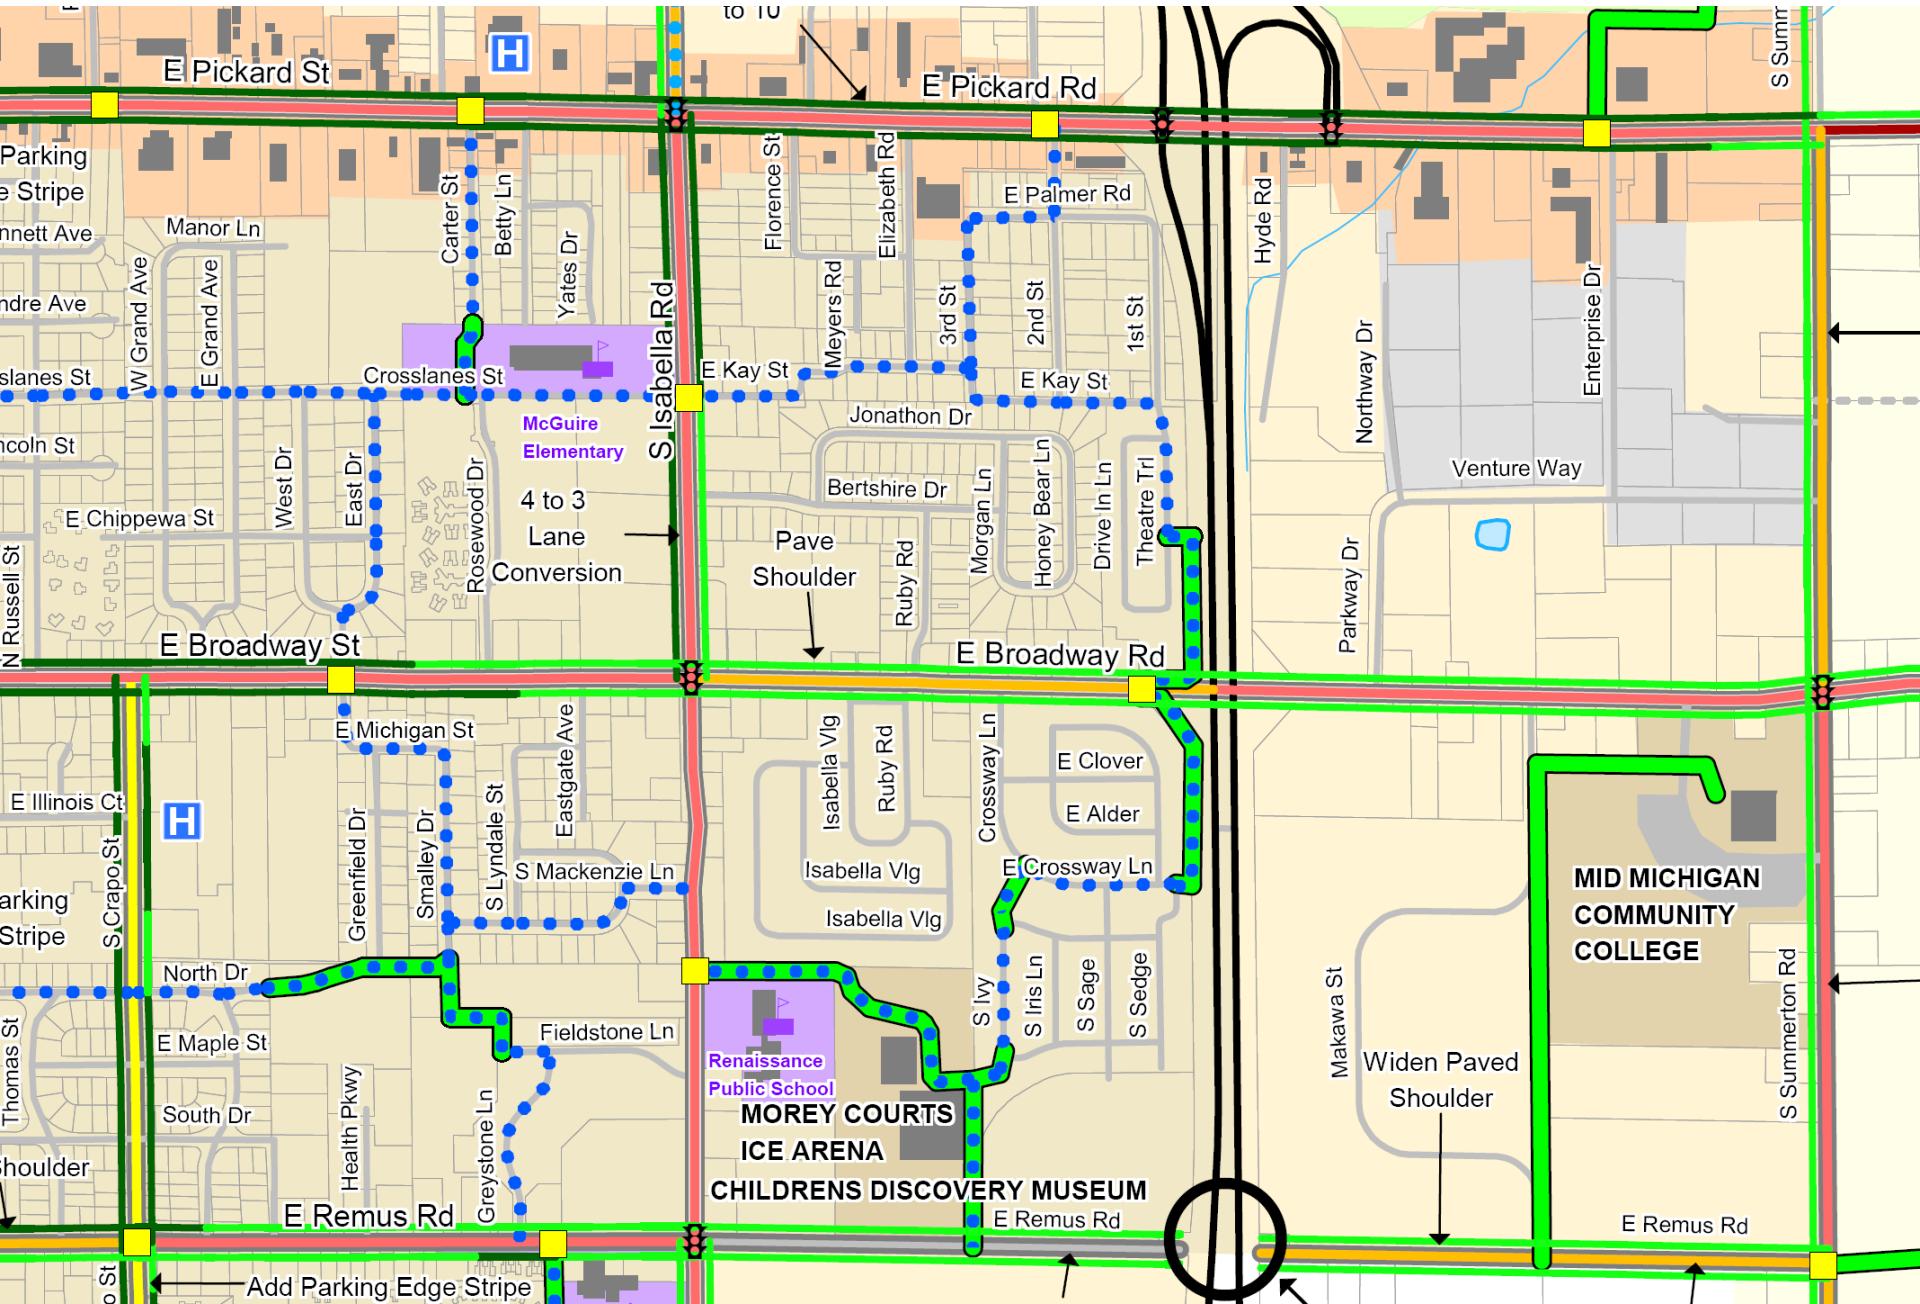 to 10
S Summ
H
E Pickard St
E Pickard Rd
Parking
e Stripe
nnett Ave
Manor Ln
Carter St
Betty Ln
Yates Dr
Florence St
Elizabeth Rd
E Palmer Rd
Hyde Rd
ndre Ave
W Grand Ave
E Grand Ave
S Isabella Rd
Meyers Rd
3rd St
2nd St
1st St
Northway Dr
Enterprise Dr
slanes St
Crosslanes St
E Kay St
E Kay St
McGuire
Elementary
Jonathon Dr
ncoln St
West Dr
East Dr
Rosewood Dr
4 to 3
Lane
Conversion
Bertshire Dr
Morgan Ln
Honey Bear Ln
Drive In Ln
Theatre Trl
Venture Way
E Chippewa St
N Russell St
Pave
Shoulder
Ruby Rd
Parkway Dr
E Broadway St
E Broadway Rd
E Michigan St
Eastgate Ave
Isabella Vlg
Ruby Rd
Crossway Ln
E Clover
E Illinois Ct
H
E Alder
S Crapo St
Greenfield Dr
Smalley Dr
S Lyndale St
S Mackenzie Ln
Isabella Vlg
E Crossway Ln
MID MICHIGAN
COMMUNITY
COLLEGE
arking
Stripe
Isabella Vlg
North Dr
S Ivy
S Iris Ln
S Sage
S Sedge
Makawa St
S Summerton Rd
Thomas St
E Maple St
Fieldstone Ln
Renaissance
Public School
Widen Paved
Shoulder
South Dr
Health Pkwy
Greystone Ln
MOREY COURTS
ICE ARENA
houlder
CHILDRENS DISCOVERY MUSEUM
E Remus Rd
E Remus Rd
E Remus Rd
o St
Add Parking Edge Stripe